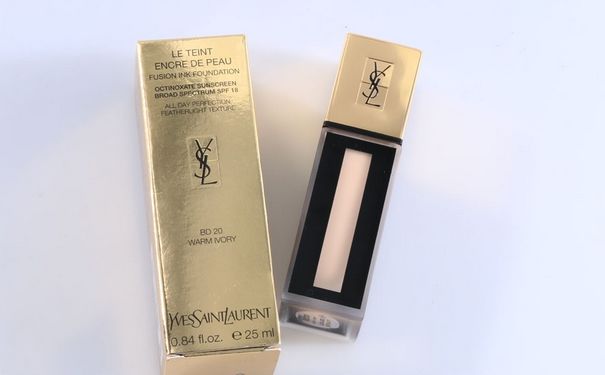 LE TEINT
ENCRE DE PEAU
FUSION INK FOUNDATION
OCTINOXATE SUNSCREEN
BROAD SPECTRUM SPF 18
ALL DAY PERFECTION
FEATHERLIGHT TEXTURE
YSL
BD 20
WARM IVORY
YVESSAINTLAURENT
0.84 fl.oz. ℮ 25 ml
YSL